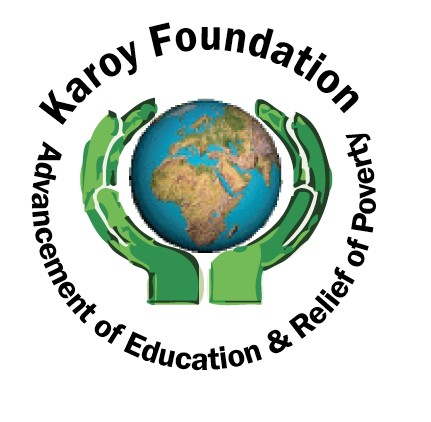 Karoy Foundation
Advancement of Education & Relief of Poverty